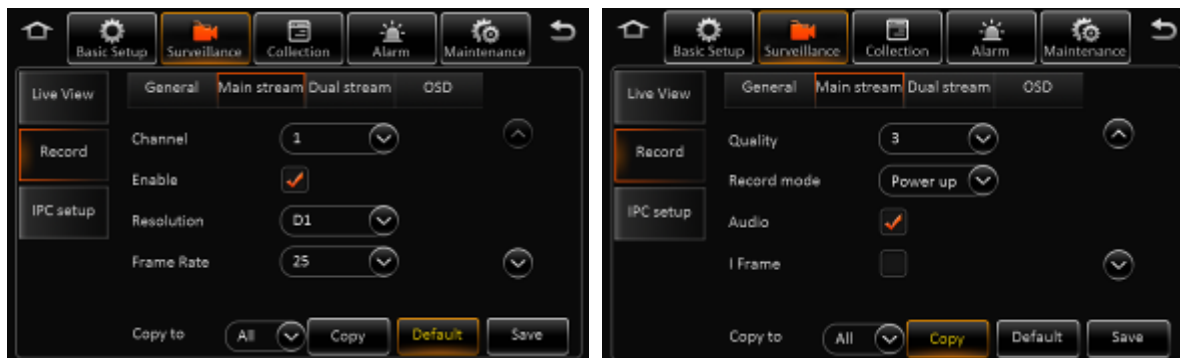 Basic Setup Surveillance Collection Alarm Maintenance
General Main stream Dual stream OSD
Live View
Record
IPC setup
Channel 1
Enable
Resolution D1
Frame Rate 25
Copy to All Copy Default Save
Basic Setup Surveillance Collection Alarm Maintenance
General Main stream Dual stream OSD
Live View
Record
IPC setup
Quality 3
Record mode Power up
Audio
I Frame
Copy to All Copy Default Save